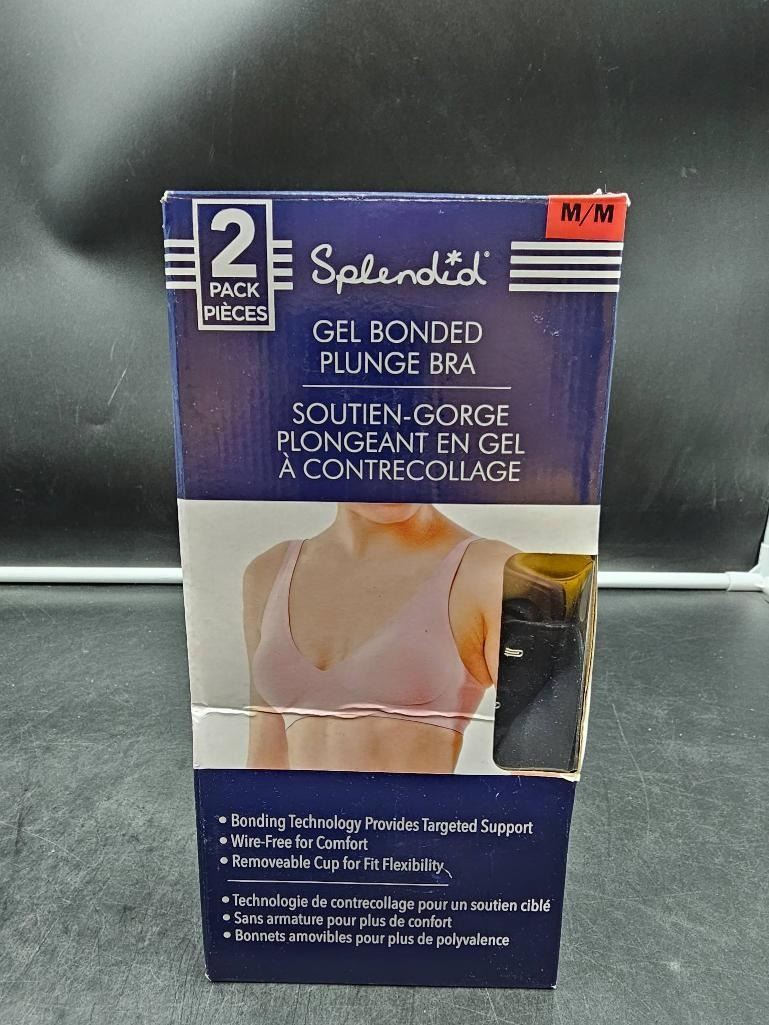 M/M
2
PACK
PIÈCES
Splendid®
GEL BONDED
PLUNGE BRA
SOUTIEN-GORGE
PLONGEANT EN GEL
À CONTRECOLLAGE
• Bonding Technology Provides Targeted Support
• Wire-Free for Comfort
• Removeable Cup for Fit Flexibility
• Technologie de contrecollage pour un soutien ciblé
• Sans armature pour plus de confort
• Bonnets amovibles pour plus de polyvalence